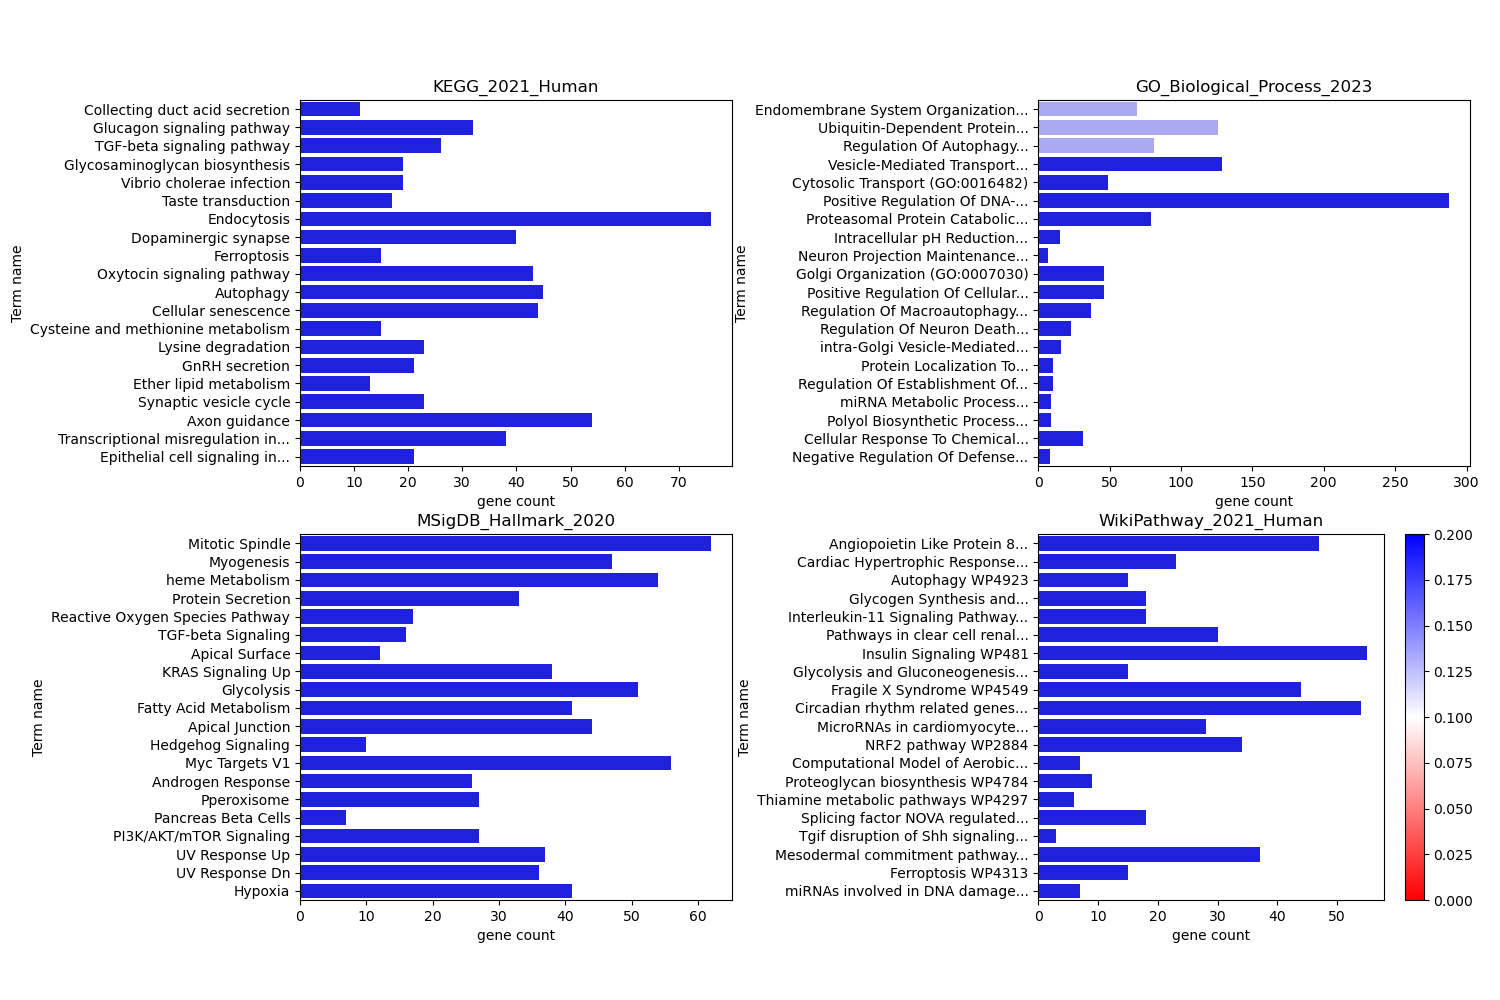 KEGG_2021_Human
Term name
Collecting duct acid secretion
Glucagon signaling pathway
TGF-beta signaling pathway
Glycosaminoglycan biosynthesis
Vibrio cholerae infection
Taste transduction
Endocytosis
Dopaminergic synapse
Ferroptosis
Oxytocin signaling pathway
Autophagy
Cellular senescence
Cysteine and methionine metabolism
Lysine degradation
GnRH secretion
Ether lipid metabolism
Synaptic vesicle cycle
Axon guidance
Transcriptional misregulation in...
Epithelial cell signaling in...
0 10 20 30 40 50 60 70
gene count
GO_Biological_Process_2023
Term name
Endomembrane System Organization...
Ubiquitin-Dependent Protein...
Regulation Of Autophagy...
Vesicle-Mediated Transport...
Cytosolic Transport (GO:0016482)
Positive Regulation Of DNA-...
Proteasomal Protein Catabolic...
Intracellular pH Reduction...
Neuron Projection Maintenance...
Golgi Organization (GO:0007030)
Positive Regulation Of Cellular...
Regulation Of Macroautophagy...
Regulation Of Neuron Death...
intra-Golgi Vesicle-Mediated...
Protein Localization To...
Regulation Of Establishment Of...
miRNA Metabolic Process...
Polyol Biosynthetic Process...
Cellular Response To Chemical...
Negative Regulation Of Defense...
0 50 100 150 200 250 300
gene count
MSigDB_Hallmark_2020
Term name
Mitotic Spindle
Myogenesis
heme Metabolism
Protein Secretion
Reactive Oxygen Species Pathway
TGF-beta Signaling
Apical Surface
KRAS Signaling Up
Glycolysis
Fatty Acid Metabolism
Apical Junction
Hedgehog Signaling
Myc Targets V1
Androgen Response
Pperoxisome
Pancreas Beta Cells
PI3K/AKT/mTOR Signaling
UV Response Up
UV Response Dn
Hypoxia
0 10 20 30 40 50 60
gene count
WikiPathway_2021_Human
Term name
Angiopoietin Like Protein 8...
Cardiac Hypertrophic Response...
Autophagy WP4923
Glycogen Synthesis and...
Interleukin-11 Signaling Pathway...
Pathways in clear cell renal...
Insulin Signaling WP481
Glycolysis and Gluconeogenesis...
Fragile X Syndrome WP4549
Circadian rhythm related genes...
MicroRNAs in cardiomyocyte...
NRF2 pathway WP2884
Computational Model of Aerobic...
Proteoglycan biosynthesis WP4784
Thiamine metabolic pathways WP4297
Splicing factor NOVA regulated...
Tgif disruption of Shh signaling...
Mesodermal commitment pathway...
Ferroptosis WP4313
miRNAs involved in DNA damage...
0 10 20 30 40 50
gene count
0.200
0.175
0.150
0.125
0.100
0.075
0.050
0.025
0.000